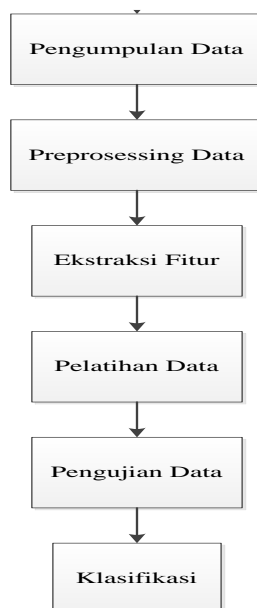 Pengumpulan Data
Preprosessing Data
Ekstraksi Fitur
Pelatihan Data
Pengujian Data
Klasifikasi